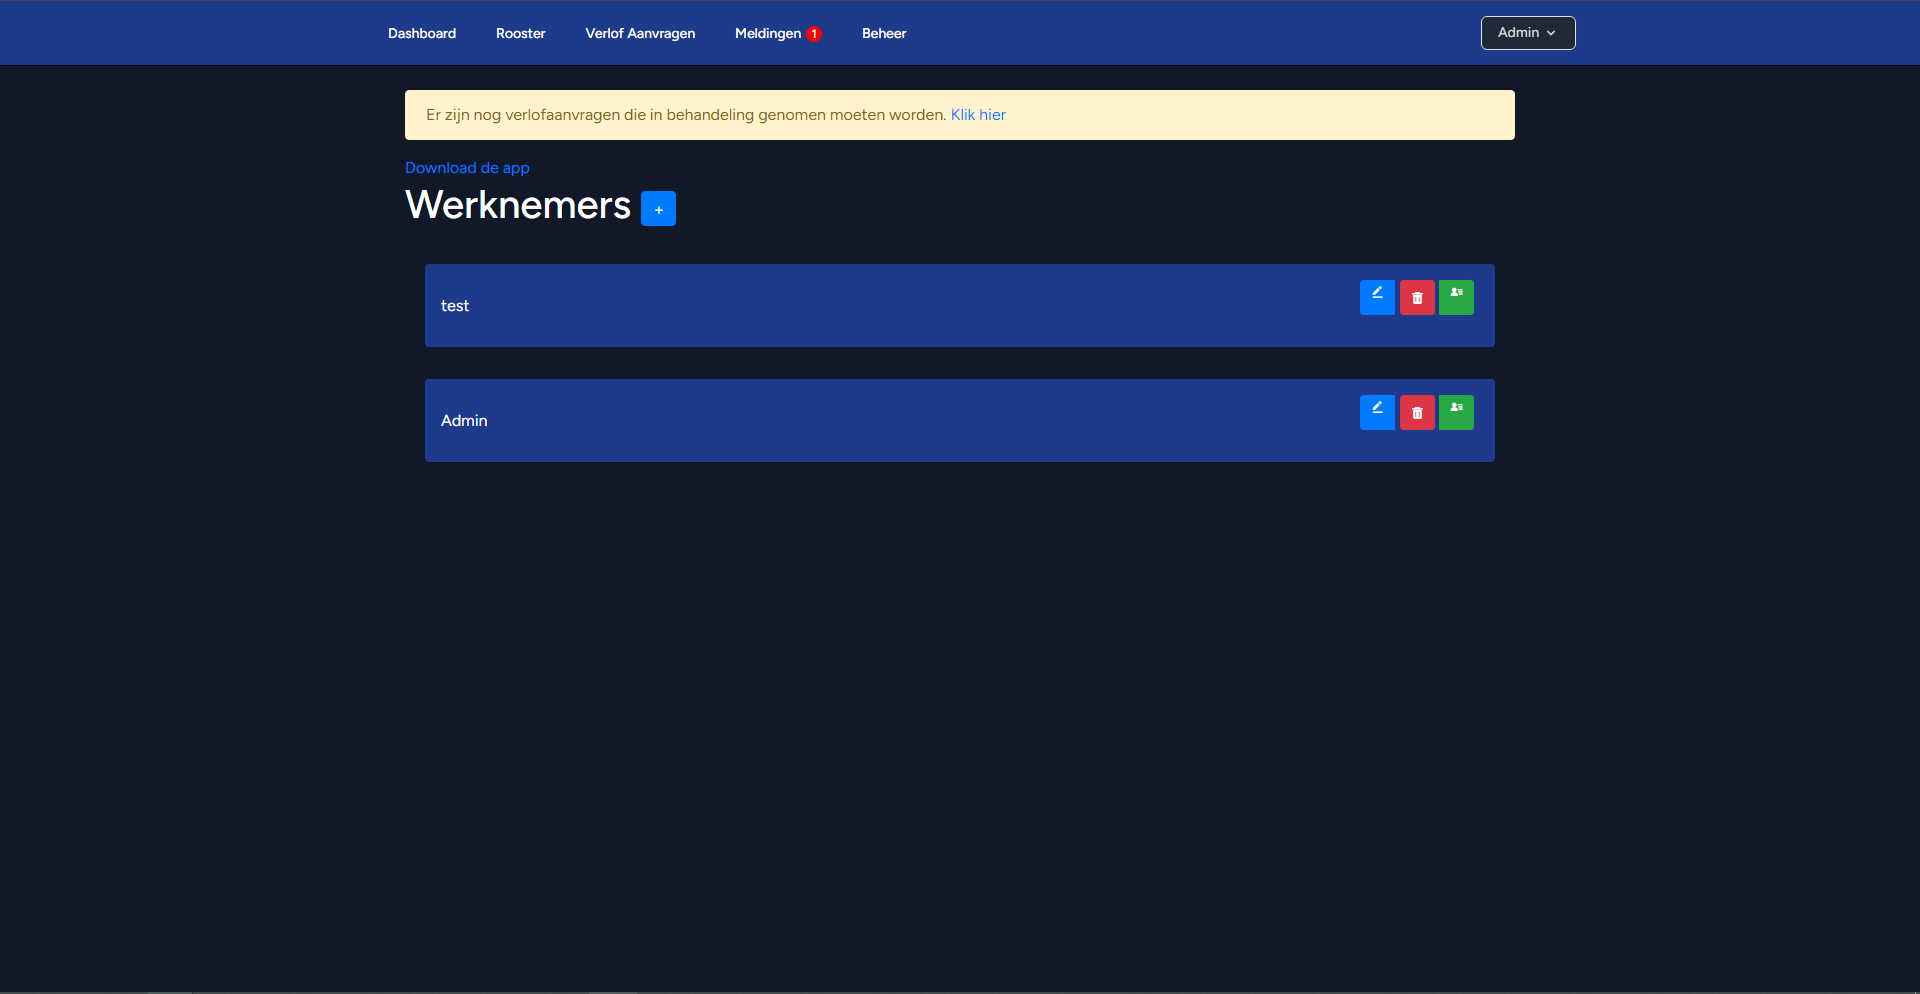 Dashboard Rooster Verlof Aanvragen Meldingen 1 Beheer Admin
Er zijn nog verlofaanvragen die in behandeling genomen moeten worden. Klik hier
Download de app
Werknemers +
test
Admin